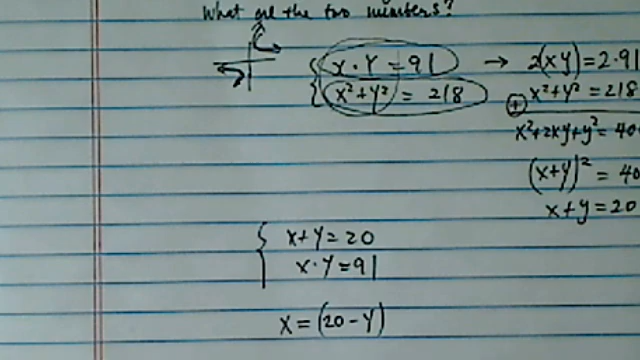 What are the two numbers?
x · y = 91 → 2(xy) = 2·91
x² + y² = 218
+ x² + y² = 218
x² + 2xy + y² = 40
(x+y)² = 40
x + y = 20
x + y = 20
x · y = 91
x = (20 - y)